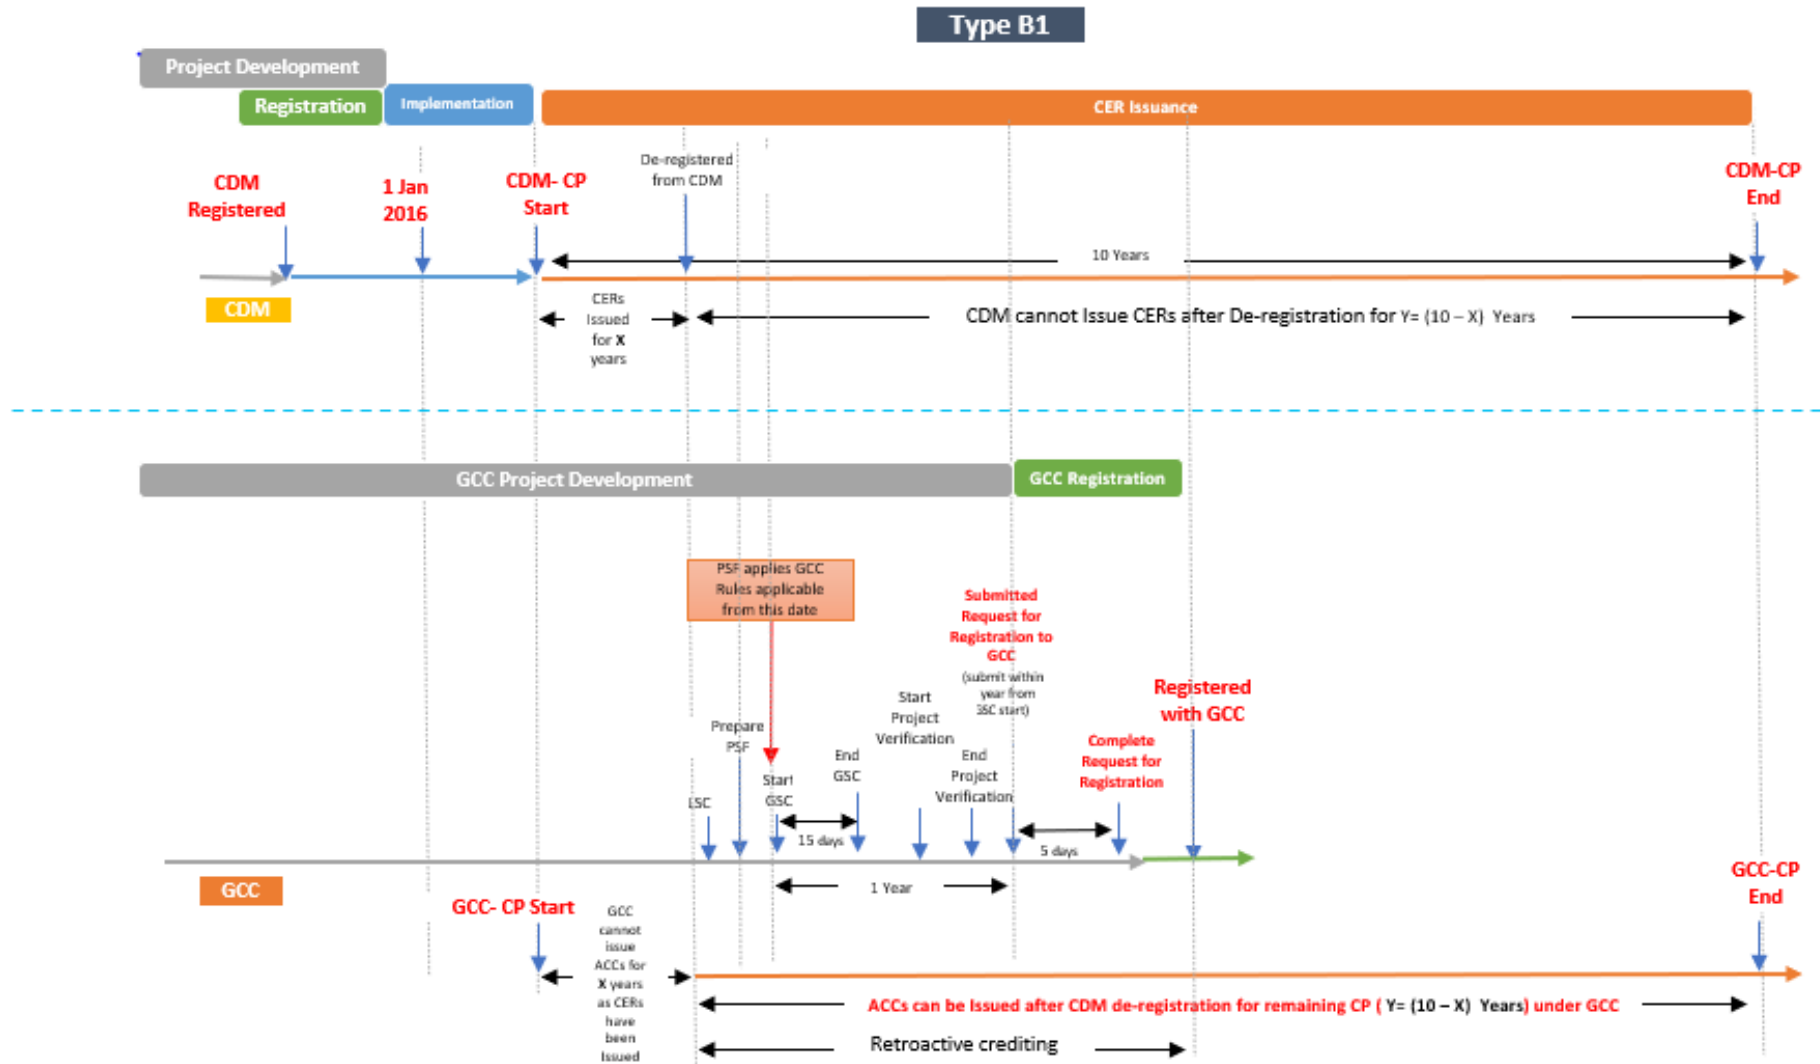 Type B1
Project Development
Registration
Implementation
CER Issuance
CDM
Registered
1 Jan
2016
CDM- CP
Start
De-registered
from CDM
CDM-CP
End
10 Years
CDM
CERs
Issued
for X
years
CDM cannot Issue CERs after De-registration for Y= (10 – X) Years
GCC Project Development
GCC Registration
PSF applies GCC
Rules applicable
from this date
Submitted
Request for
Registration to
GCC
(submit within
year from
GSC start)
Registered
with GCC
Start
Project
Verification
Prepare
PSF
End
GSC
End
Project
Verification
Complete
Request for
Registration
LSC
Start
GSC
15 days
5 days
1 Year
GCC
GCC- CP Start
GCC
cannot
issue
ACCs for
X years
as CERs
have
been
Issued
GCC-CP
End
ACCs can be Issued after CDM de-registration for remaining CP ( Y= (10 – X) Years) under GCC
Retroactive crediting